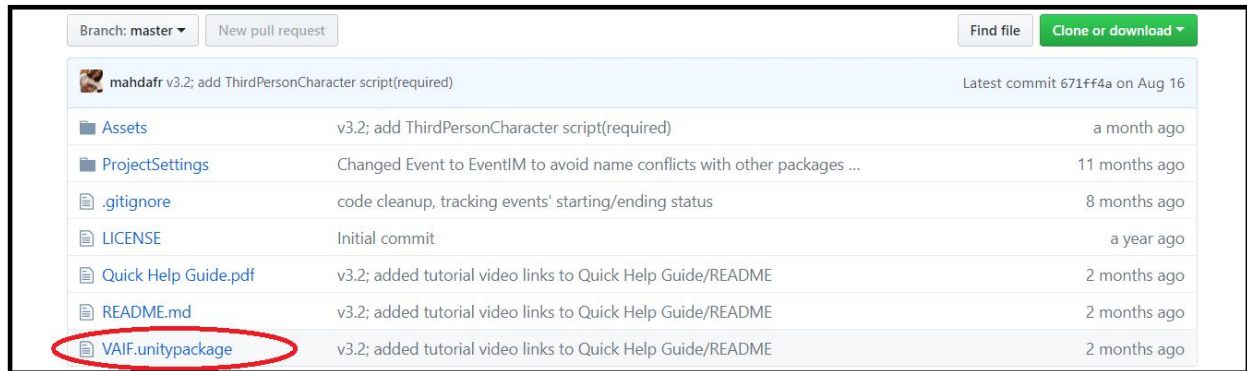 Branch: master New pull request Find file Clone or download
mahdafr v3.2; add ThirdPersonCharacter script(required) Latest commit 671ff4a on Aug 16
Assets v3.2; add ThirdPersonCharacter script(required) a month ago
ProjectSettings Changed Event to EventIM to avoid name conflicts with other packages ... 11 months ago
.gitignore code cleanup, tracking events' starting/ending status 8 months ago
LICENSE Initial commit a year ago
Quick Help Guide.pdf v3.2; added tutorial video links to Quick Help Guide/README 2 months ago
README.md v3.2; added tutorial video links to Quick Help Guide/README 2 months ago
VAIF.unitypackage v3.2; added tutorial video links to Quick Help Guide/README 2 months ago